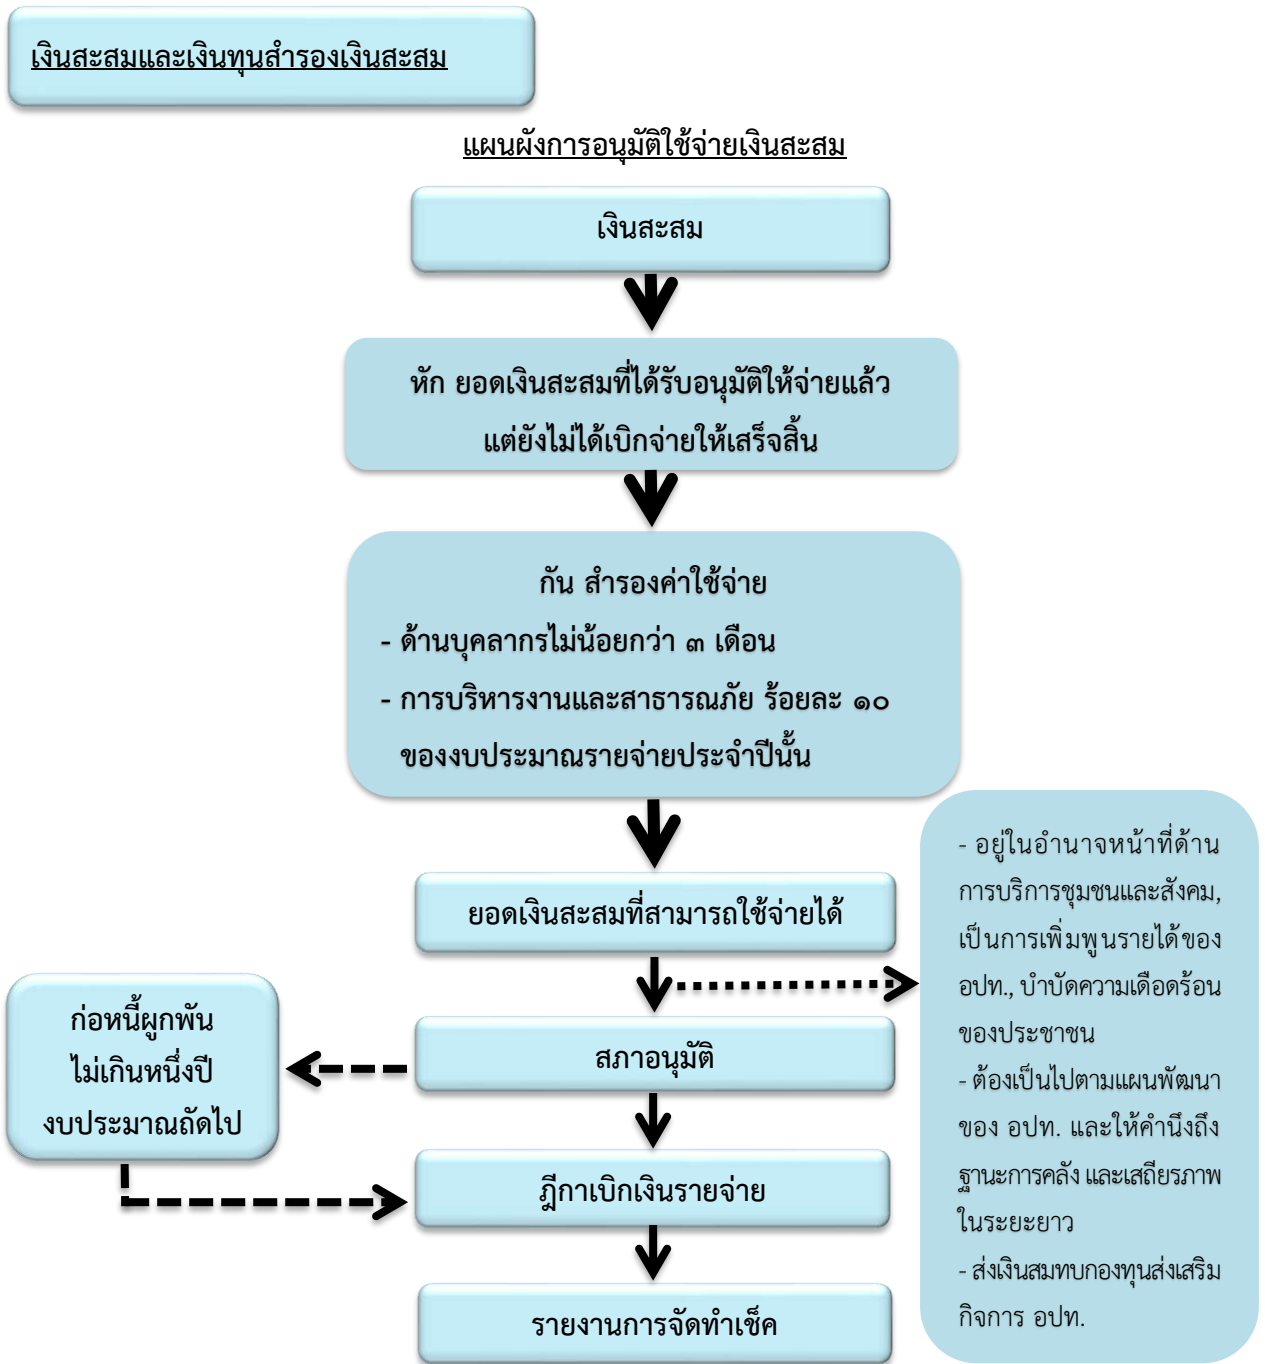 เงินสะสมและเงินทุนสำรองเงินสะสม
แผนผังการอนุมัติใช้จ่ายเงินสะสม
เงินสะสม
หัก ยอดเงินสะสมที่ได้รับอนุมัติให้จ่ายแล้ว
แต่ยังไม่ได้เบิกจ่ายให้เสร็จสิ้น
กัน สำรองค่าใช้จ่าย
- ด้านบุคลากรไม่น้อยกว่า ๓ เดือน
- การบริหารงานและสาธารณภัย ร้อยละ ๑๐
ของงบประมาณรายจ่ายประจำปีนั้น
ยอดเงินสะสมที่สามารถใช้จ่ายได้
- อยู่ในอำนาจหน้าที่ด้าน
การบริการชุมชนและสังคม,
เป็นการเพิ่มพูนรายได้ของ
อปท., บำบัดความเดือดร้อน
ของประชาชน
- ต้องเป็นไปตามแผนพัฒนา
ของ อปท. และให้คำนึงถึง
ฐานะการคลัง และเสถียรภาพ
ในระยะยาว
- ส่งเงินสมทบกองทุนส่งเสริม
กิจการ อปท.
สภาอนุมัติ
ก่อหนี้ผูกพัน
ไม่เกินหนึ่งปี
งบประมาณถัดไป
ฎีกาเบิกเงินรายจ่าย
รายงานการจัดทำเช็ค